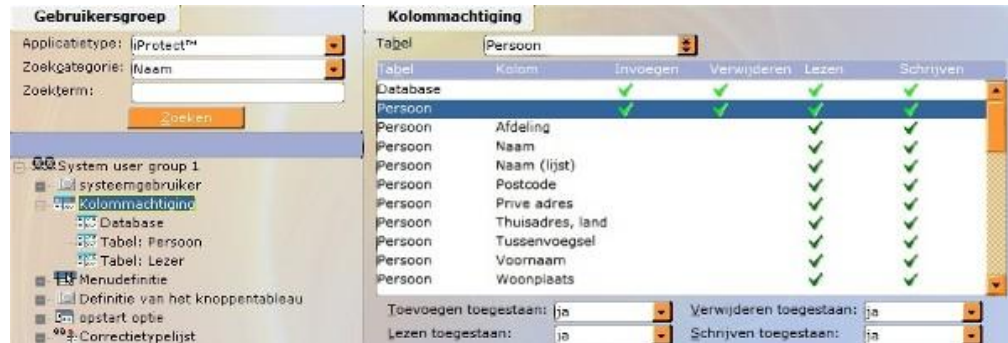 Gebruikersgroep
Applicatietype: iProtect™
Zoekcategorie: Naam
Zoekterm:
Zoeken
System user group 1
systeemgebruiker
Kolommachtiging
Database
Tabel: Persoon
Tabel: Lezer
Menudefinitie
Definitie van het knoppentableau
opstart optie
Correctietypelijst
Kolommachtiging
Tabel Persoon
Tabel Kolom Invoegen Verwijderen Lezen Schrijven
Database
Persoon
Persoon Afdeling
Persoon Naam
Persoon Naam (lijst)
Persoon Postcode
Persoon Prive adres
Persoon Thuisadres, land
Persoon Tussenvoegsel
Persoon Voornaam
Persoon Woonplaats
Toevoegen toegestaan: ja Verwijderen toegestaan: ja
Lezen toegestaan: ja Schrijven toegestaan: ja